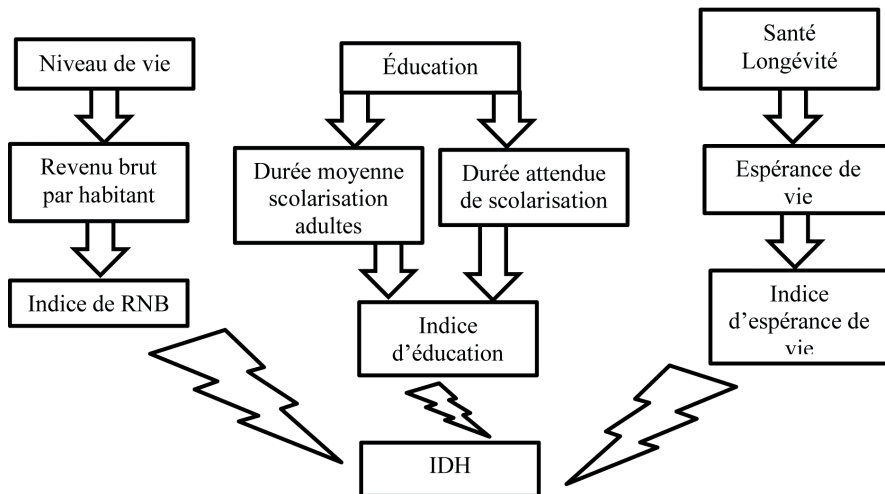 Niveau de vie
Éducation
Santé
Longévité
Revenu brut
par habitant
Durée moyenne
scolarisation
adultes
Durée attendue
de scolarisation
Espérance de
vie
Indice de RNB
Indice
d’éducation
Indice
d’espérance de
vie
IDH